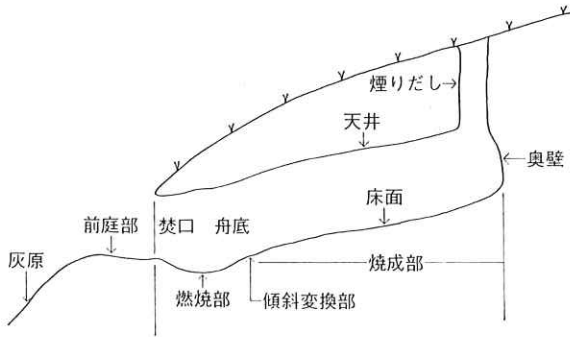 煙りだし
天井
奥壁
床面
前庭部
焚口 舟底
灰原
焼成部
燃焼部
傾斜変換部